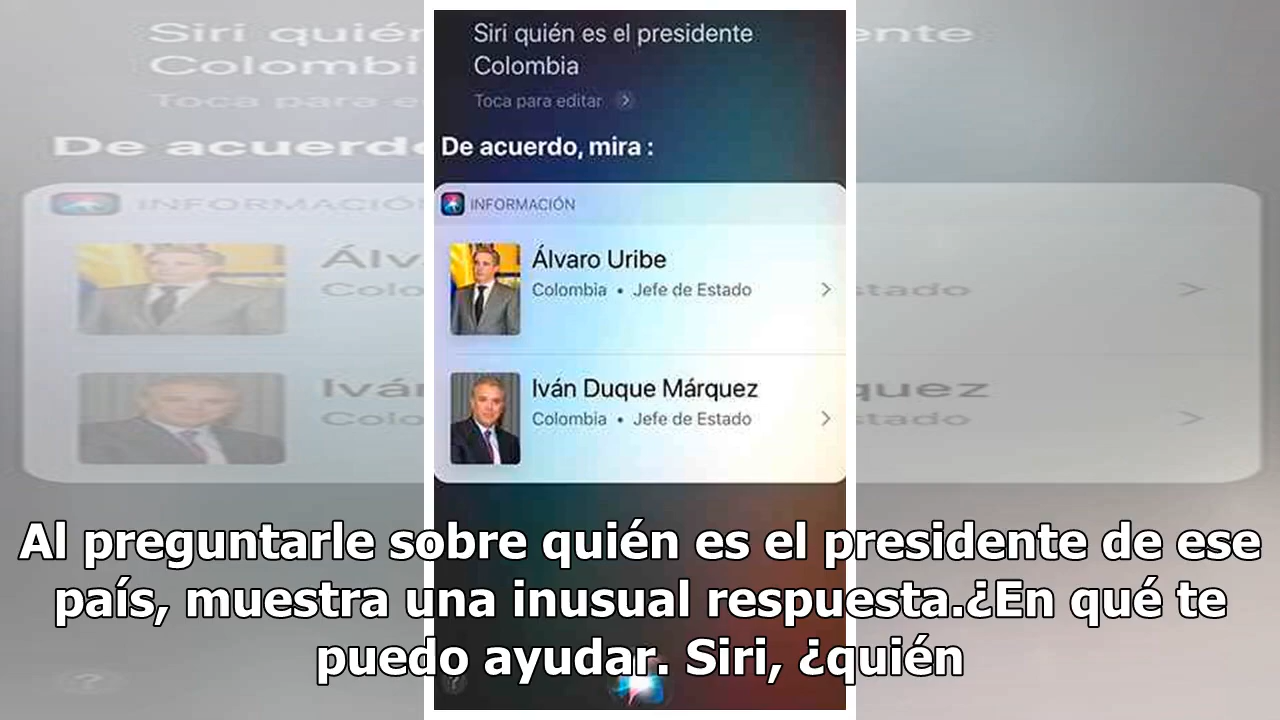 Siri quién es el presidente
Colombia
Toca para editar
De acuerdo, mira :
INFORMACIÓN
Álvaro Uribe
Colombia • Jefe de Estado
Iván Duque Márquez
Colombia • Jefe de Estado
Al preguntarle sobre quién es el presidente de ese
país, muestra una inusual respuesta.¿En qué te
puedo ayudar. Siri, ¿quién